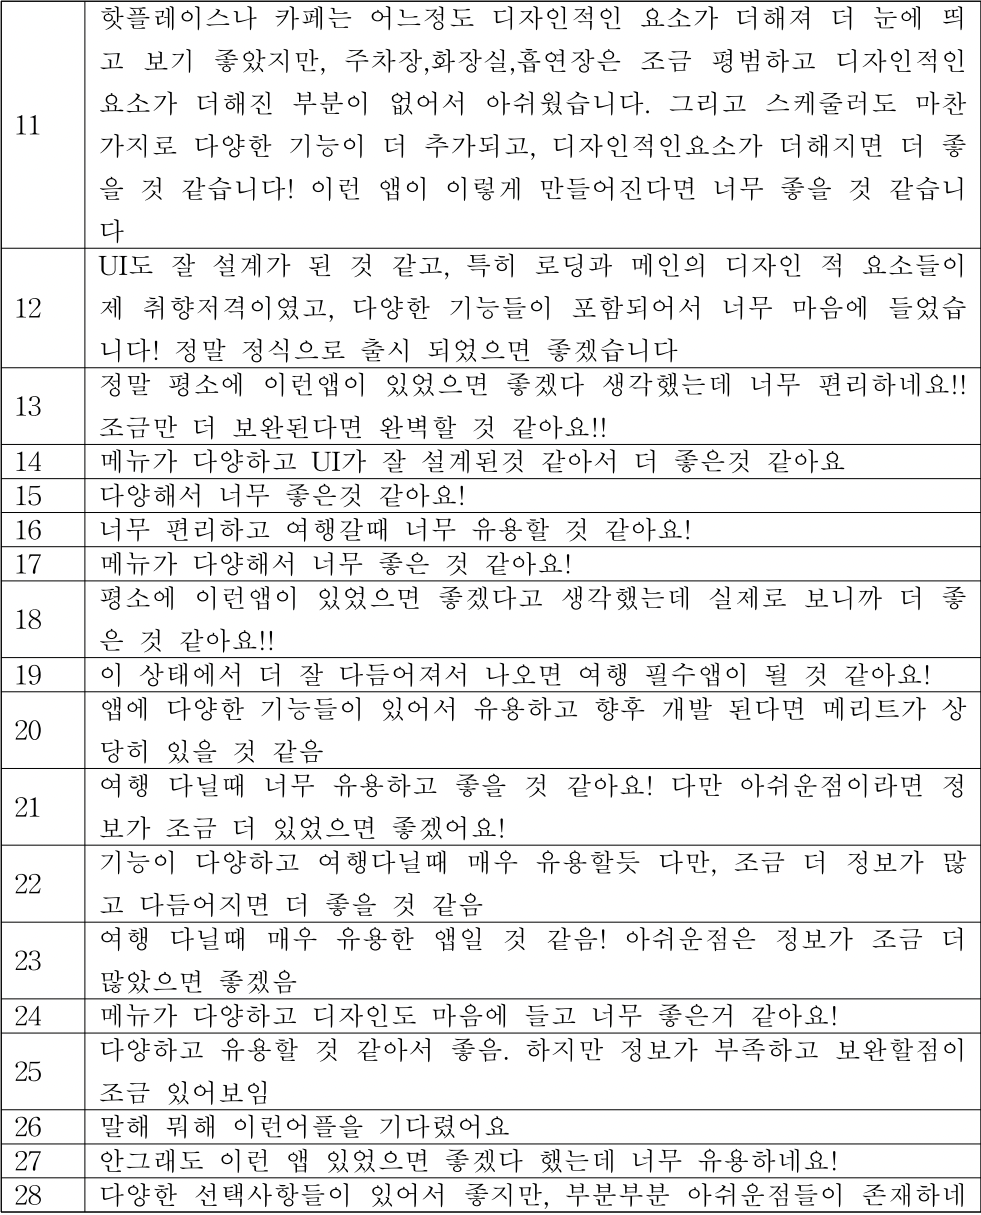 11
핫플레이스나 카페는 어느정도 디자인적인 요소가 더해져 더 눈에 띄
고 보기 좋았지만, 주차장,화장실,흡연장은 조금 평범하고 디자인적인
요소가 더해진 부분이 없어서 아쉬웠습니다. 그리고 스케줄러도 마찬
가지로 다양한 기능이 더 추가되고, 디자인적인요소가 더해지면 더 좋
을 것 같습니다! 이런 앱이 이렇게 만들어진다면 너무 좋을 것 같습니
다
12
UI도 잘 설계가 된 것 같고, 특히 로딩과 메인의 디자인 적 요소들이
제 취향저격이였고, 다양한 기능들이 포함되어서 너무 마음에 들었습
니다! 정말 정식으로 출시 되었으면 좋겠습니다
13
정말 평소에 이런앱이 있었으면 좋겠다 생각했는데 너무 편리하네요!!
조금만 더 보완된다면 완벽할 것 같아요!!
14 메뉴가 다양하고 UI가 잘 설계된것 같아서 더 좋은것 같아요
15 다양해서 너무 좋은것 같아요!
16 너무 편리하고 여행갈때 너무 유용할 것 같아요!
17 메뉴가 다양해서 너무 좋은 것 같아요!
18
평소에 이런앱이 있었으면 좋겠다고 생각했는데 실제로 보니까 더 좋
은 것 같아요!!
19 이 상태에서 더 잘 다듬어져서 나오면 여행 필수앱이 될 것 같아요!
20
앱에 다양한 기능들이 있어서 유용하고 향후 개발 된다면 메리트가 상
당히 있을 것 같음
21
여행 다닐때 너무 유용하고 좋을 것 같아요! 다만 아쉬운점이라면 정
보가 조금 더 있었으면 좋겠어요!
22
기능이 다양하고 여행다닐때 매우 유용할듯 다만, 조금 더 정보가 많
고 다듬어지면 더 좋을 것 같음
23
여행 다닐때 매우 유용한 앱일 것 같음! 아쉬운점은 정보가 조금 더
많았으면 좋겠음
24 메뉴가 다양하고 디자인도 마음에 들고 너무 좋은거 같아요!
25
다양하고 유용할 것 같아서 좋음. 하지만 정보가 부족하고 보완할점이
조금 있어보임
26 말해 뭐해 이런어플을 기다렸어요
27 안그래도 이런 앱 있었으면 좋겠다 했는데 너무 유용하네요!
28 다양한 선택사항들이 있어서 좋지만, 부분부분 아쉬운점들이 존재하네